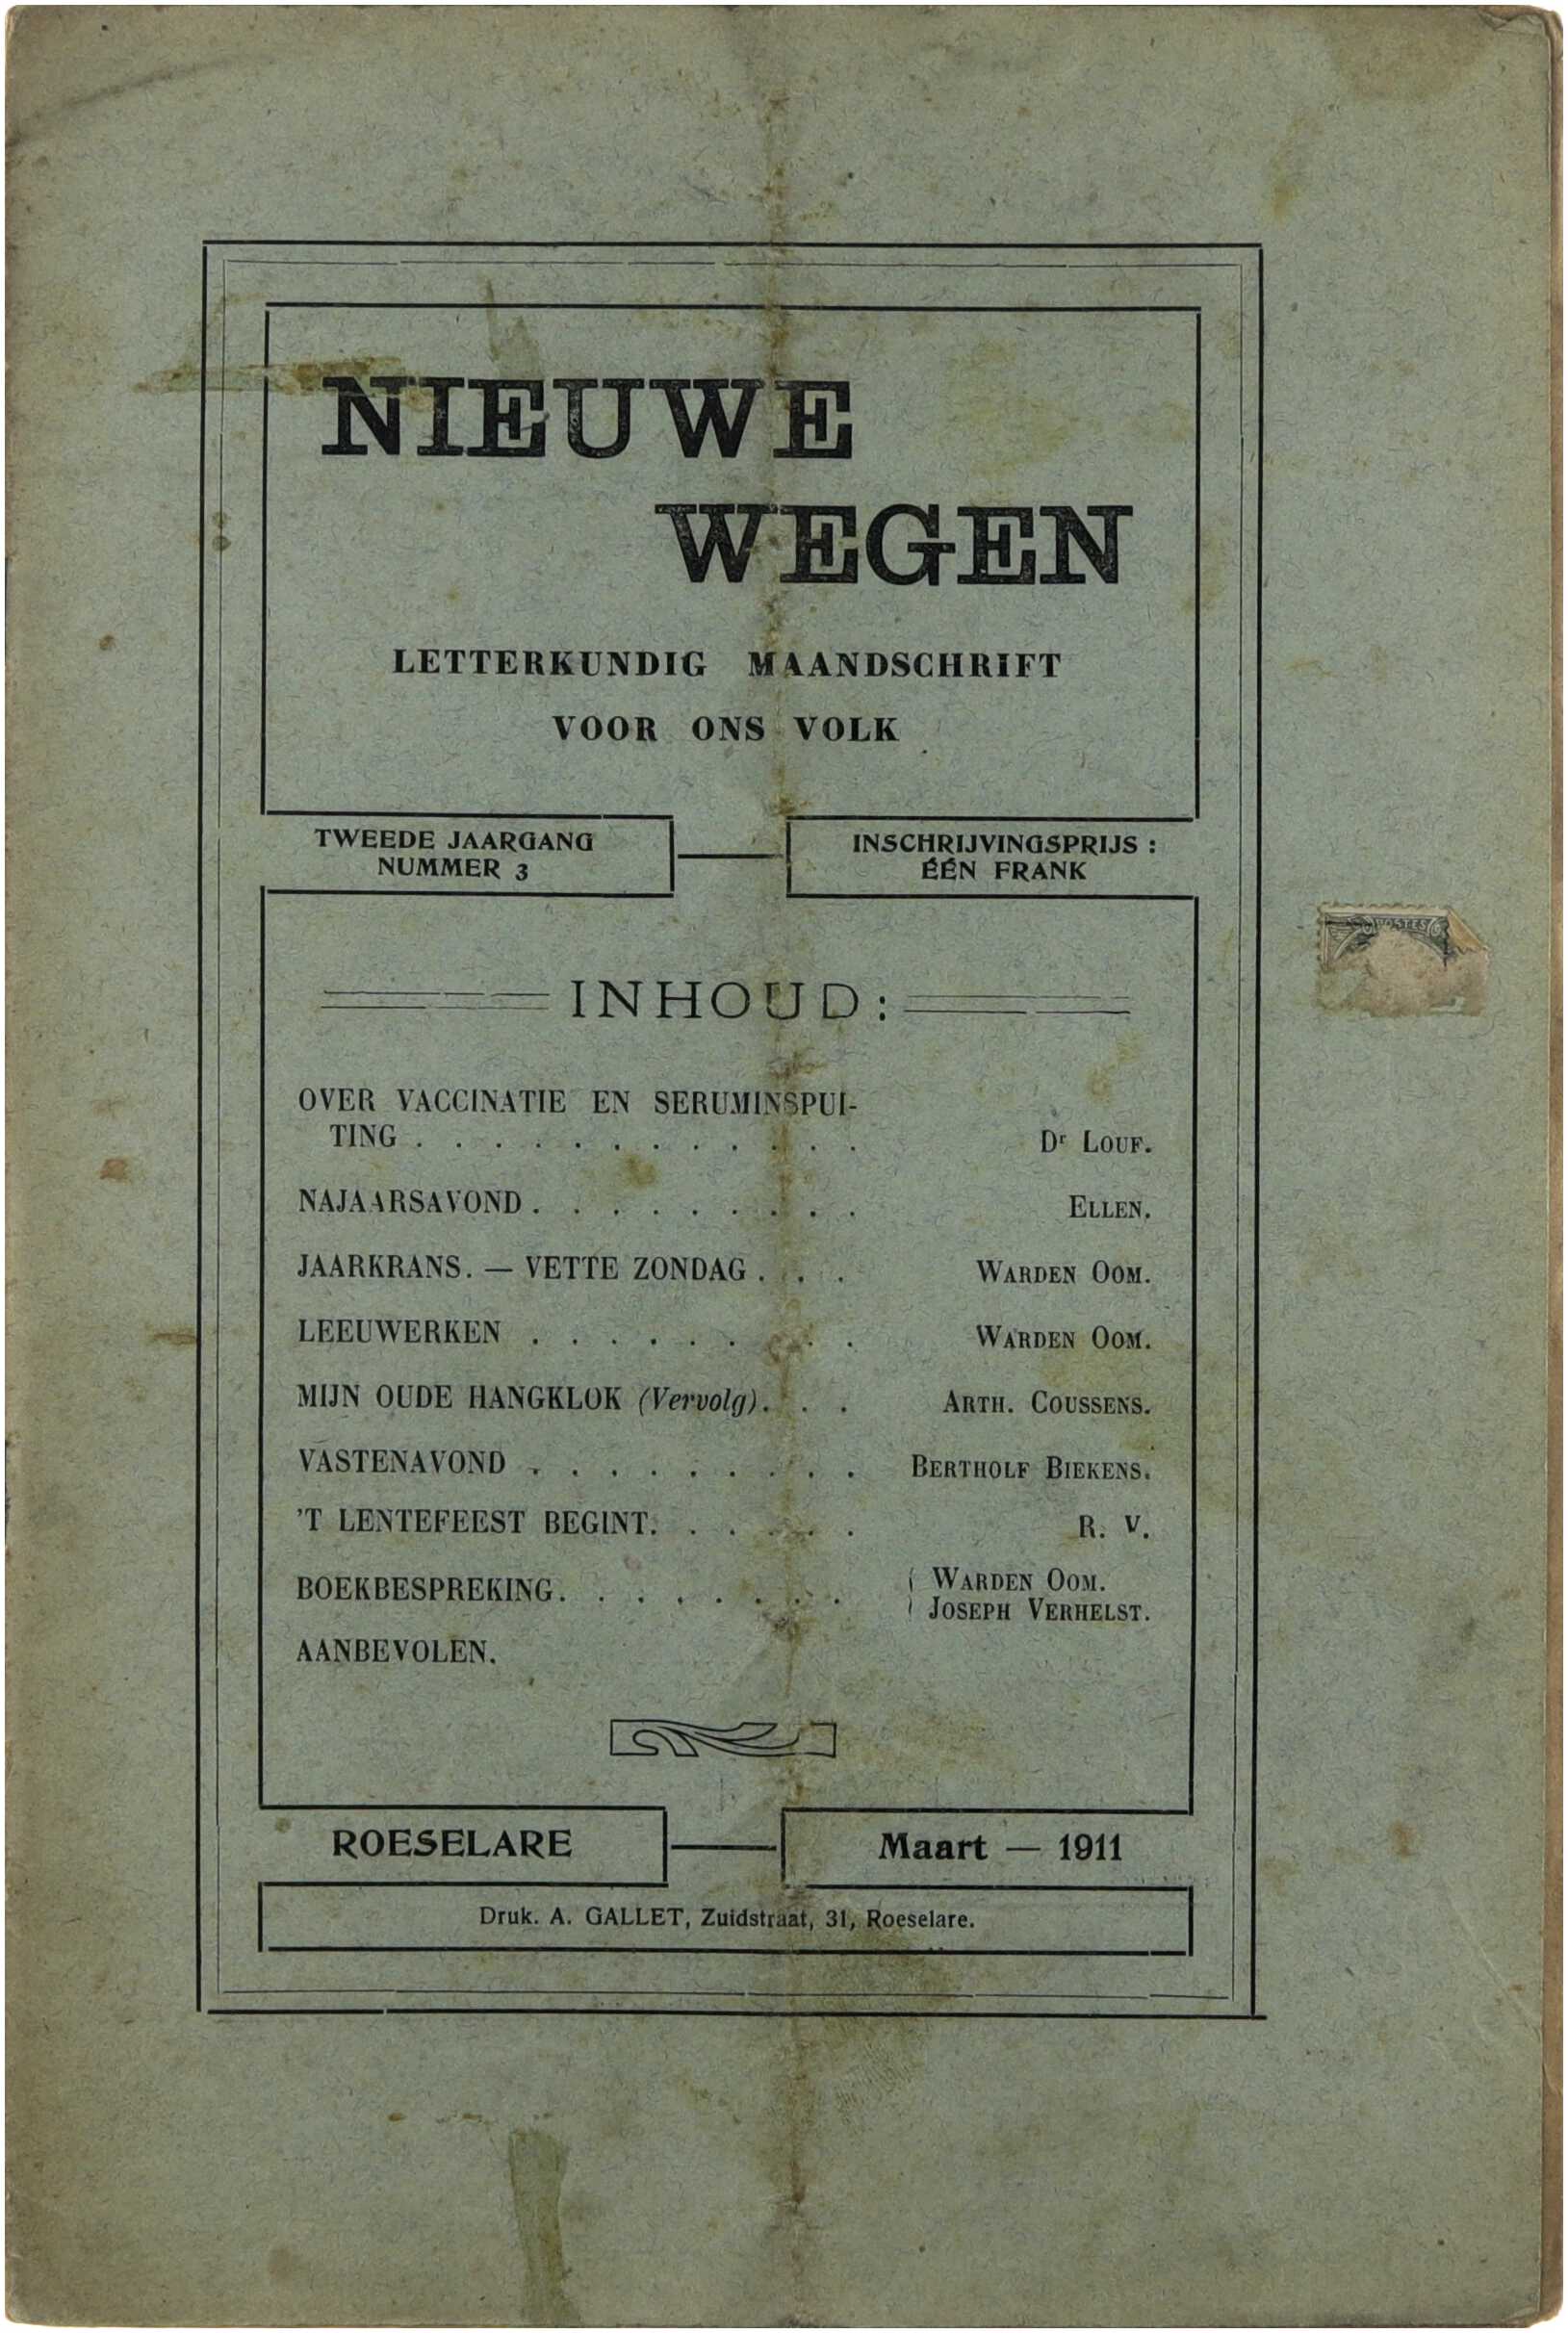 NIEUWE
WEGEN
LETTERKUNDIG MAANDSCHRIFT
VOOR ONS VOLK
TWEEDE JAARGANG
NUMMER 3
INSCHRIJVINGSPRIJS :
ÉÉN FRANK
POSTES
INHOUD:
OVER VACCINATIE EN SERUMINSPUI-
TING . . . . . . . . . . . . Dr LOUF.
NAJAARSAVOND . . . . . . . . . ELLEN.
JAARKRANS. — VETTE ZONDAG . . . WARDEN OOM.
LEEUWERKEN . . . . . . . . . WARDEN OOM.
MIJN OUDE HANGKLOK (Vervolg). . . ARTH. COUSSENS.
VASTENAVOND . . . . . . . . . BERTHOLF BIEKENS.
'T LENTEFEEST BEGINT. . . . . . R. V.
BOEKBESPREKING. . . . . . . . WARDEN OOM.
JOSEPH VERHELST.
AANBEVOLEN.
ROESELARE
Maart — 1911
Druk. A. GALLET, Zuidstraat, 31, Roeselare.